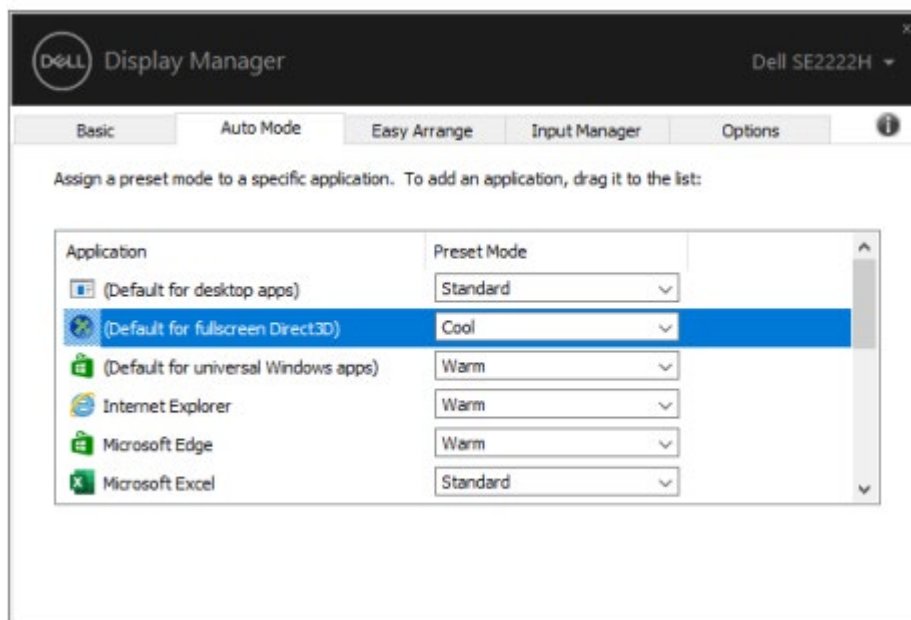 DELL Display Manager
Dell SE2222H
Basic Auto Mode Easy Arrange Input Manager Options
Assign a preset mode to a specific application. To add an application, drag it to the list:
Application Preset Mode
(Default for desktop apps) Standard
(Default for fullscreen Direct3D) Cool
(Default for universal Windows apps) Warm
Internet Explorer Warm
Microsoft Edge Warm
Microsoft Excel Standard